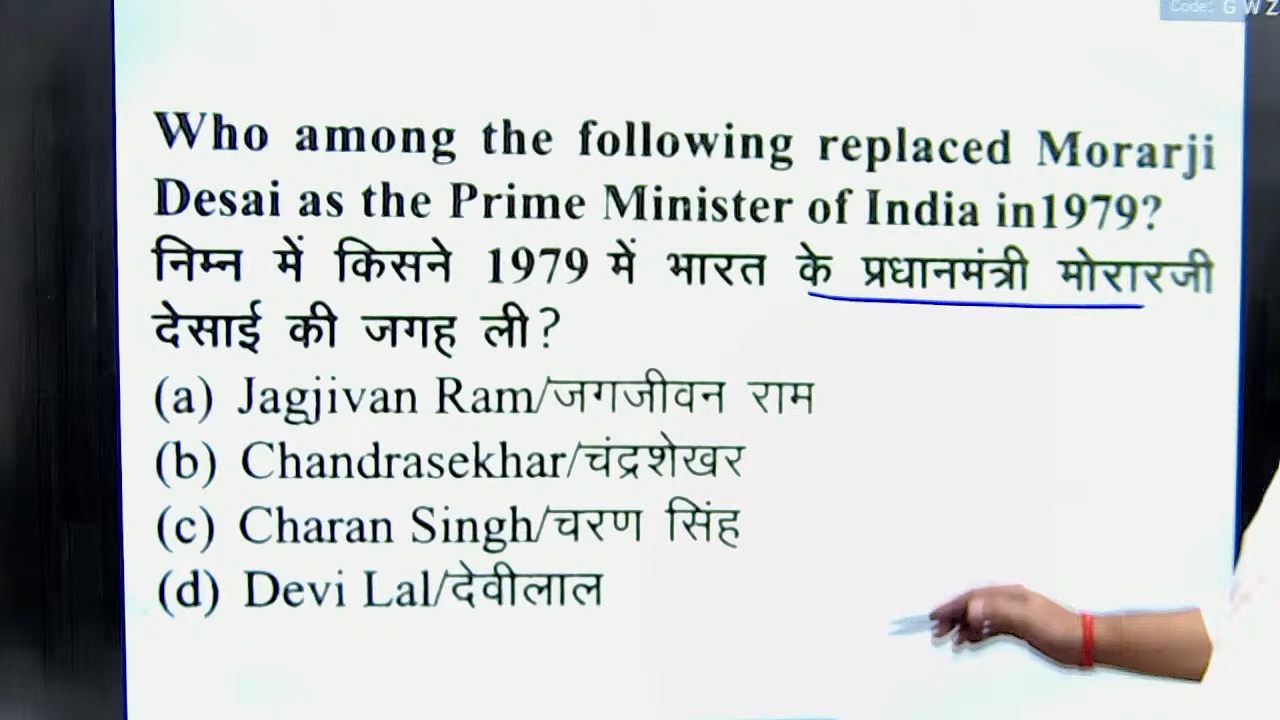 Code: G W Z
Who among the following replaced Morarji
Desai as the Prime Minister of India in1979?
निम्न में किसने 1979 में भारत के प्रधानमंत्री मोरारजी
देसाई की जगह ली?
(a) Jagjivan Ram/जगजीवन राम
(b) Chandrasekhar/चंद्रशेखर
(c) Charan Singh/चरण सिंह
(d) Devi Lal/देवीलाल